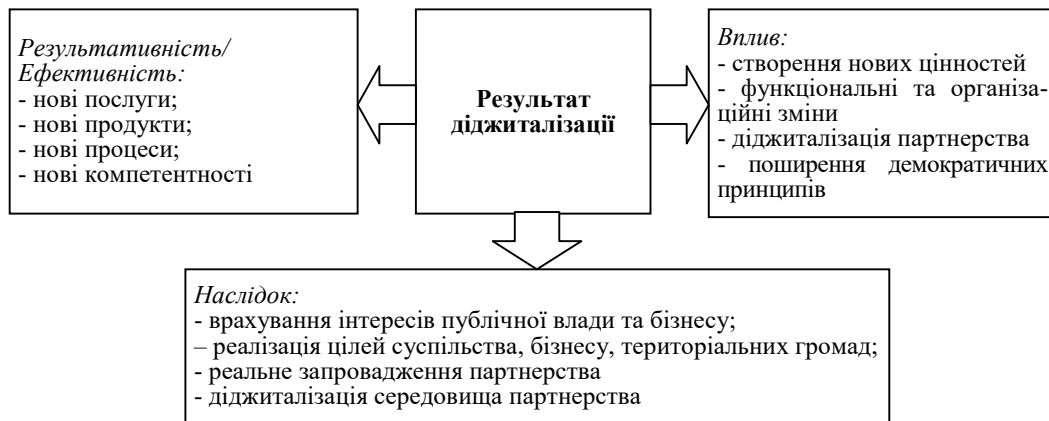 Результативність/
Ефективність:
- нові послуги;
- нові продукти;
- нові процеси;
- нові компетентності
Результат
діджиталізації
Вплив:
- створення нових цінностей
- функціональні та організа-
ційні зміни
- діджиталізація партнерства
- поширення демократичних
принципів
Наслідок:
- врахування інтересів публічної влади та бізнесу;
– реалізація цілей суспільства, бізнесу, територіальних громад;
- реальне запровадження партнерства
- діджиталізація середовища партнерства